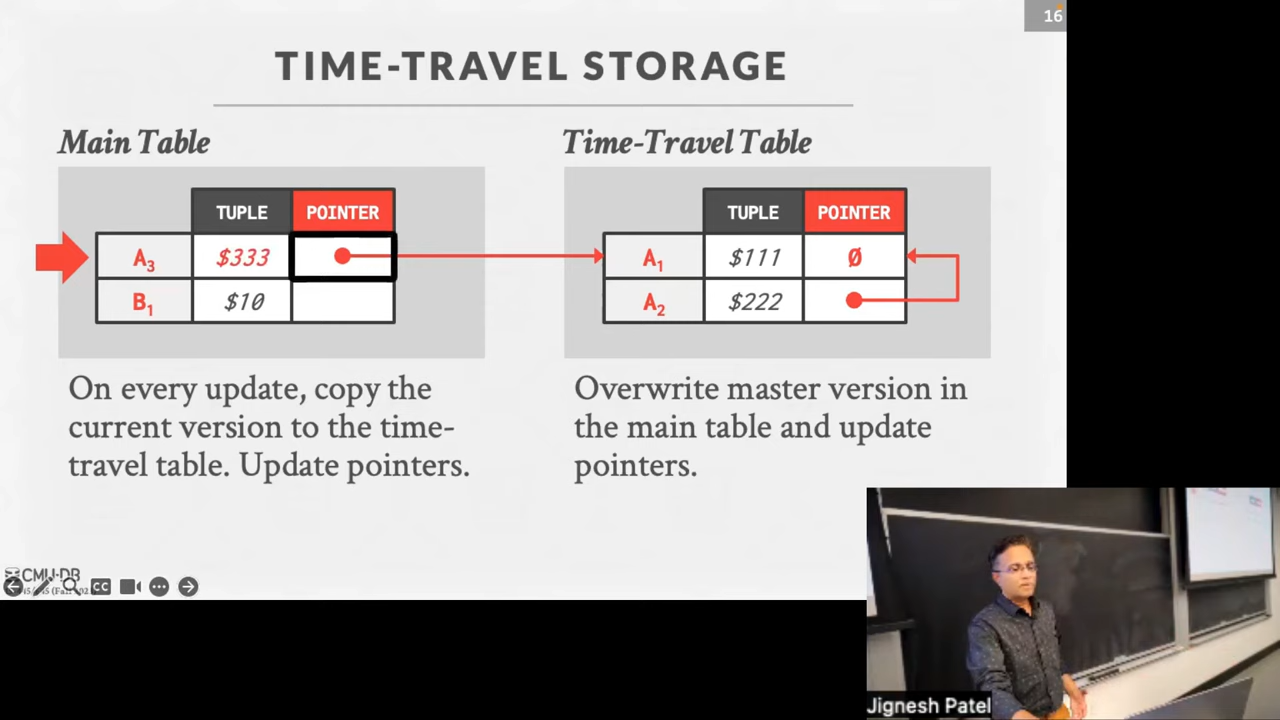 16
TIME-TRAVEL STORAGE
Main Table
Time-Travel Table
TUPLE POINTER
A3 $333
B1 $10
TUPLE POINTER
A1 $111 Ø
A2 $222
On every update, copy the
current version to the time-
travel table. Update pointers.
Overwrite master version in
the main table and update
pointers.
CMU·DB
CC
Jignesh Patel